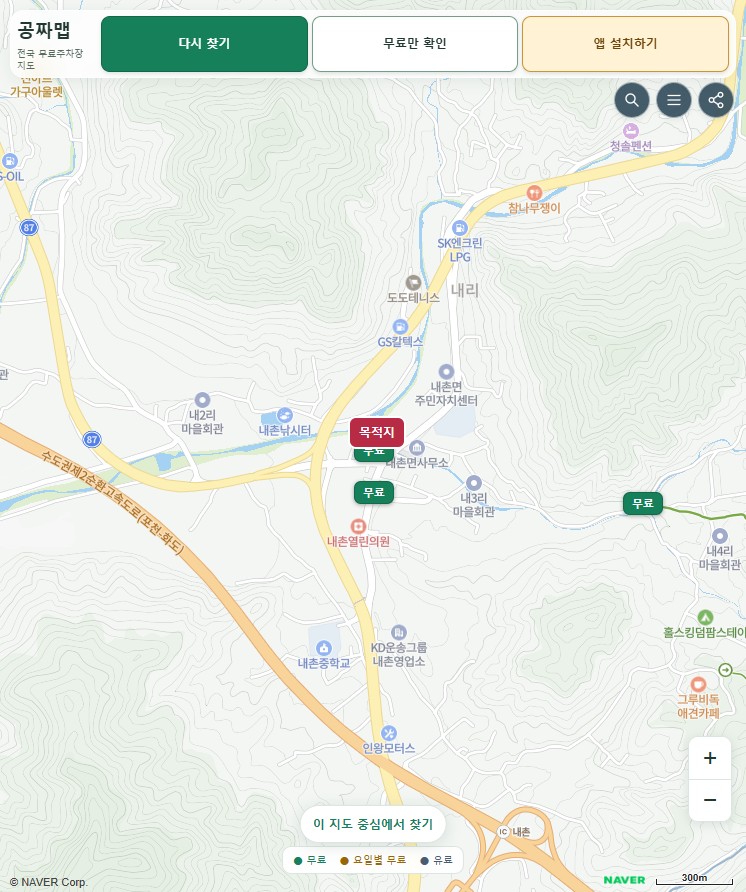 공짜맵
전국 무료주차장
지도
다시 찾기
무료만 확인
앱 설치하기
가구아울렛
청솔펜션
S-OIL
참나무쟁이
87
SK엔크린
LPG
도도테니스
내리
GS칼텍스
내촌면
주민자치센터
내2리
마을회관
내촌낚시터
목적지
87
무료
내촌면사무소
수도권제2순환고속도로(포천-화도)
무료
내3리
마을회관
무료
내촌열린의원
내4리
마을회관
홀스킹덤팜스테이
KD운송그룹
내촌영업소
내촌중학교
그루비독
애견카페
인왕모터스
+
−
이 지도 중심에서 찾기
IC 내촌
무료
요일별 무료
유료
© NAVER Corp.
NAVER
300m